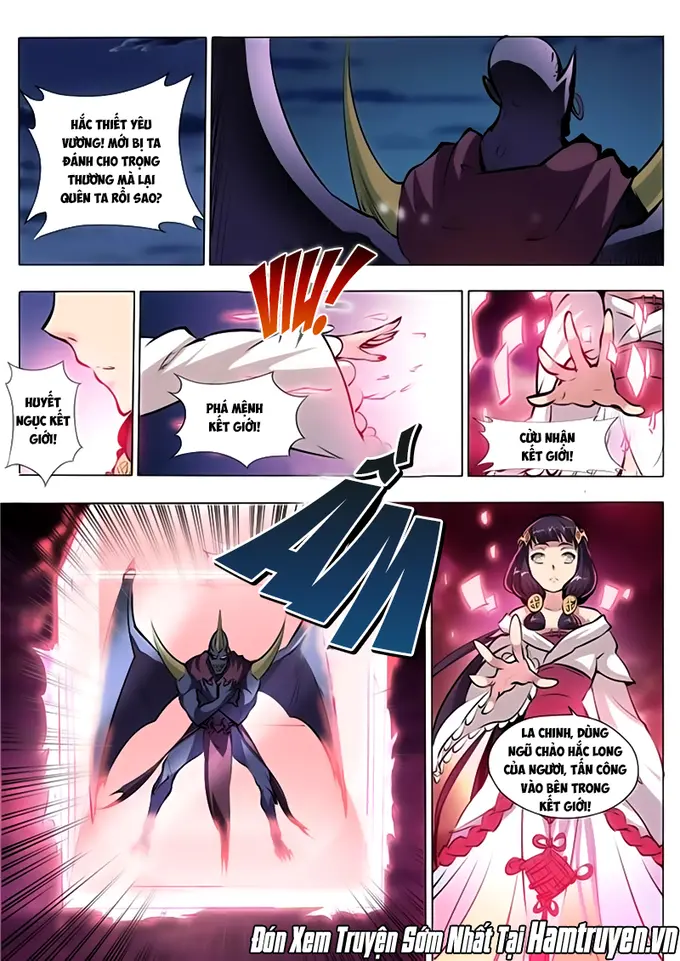 HẮC THIẾT YÊU
VƯƠNG! MỚI BỊ TA
ĐÁNH CHO TRỌNG
THƯƠNG MÀ LẠI
QUÊN TA RỒI SAO?
VIU!
HUYẾT
NGỤC KẾT
GIỚI!
PHÁ MỆNH
KẾT GIỚI!
CỬU NHẬN
KẾT GIỚI!
ẦM
LA CHINH, DÙNG
NGŨ CHẢO HẮC LONG
CỦA NGƯƠI, TẤN CÔNG
VÀO BÊN TRONG
KẾT GIỚI!
Đón Xem Truyện Sớm Nhất Tại Hamtruyen.vn